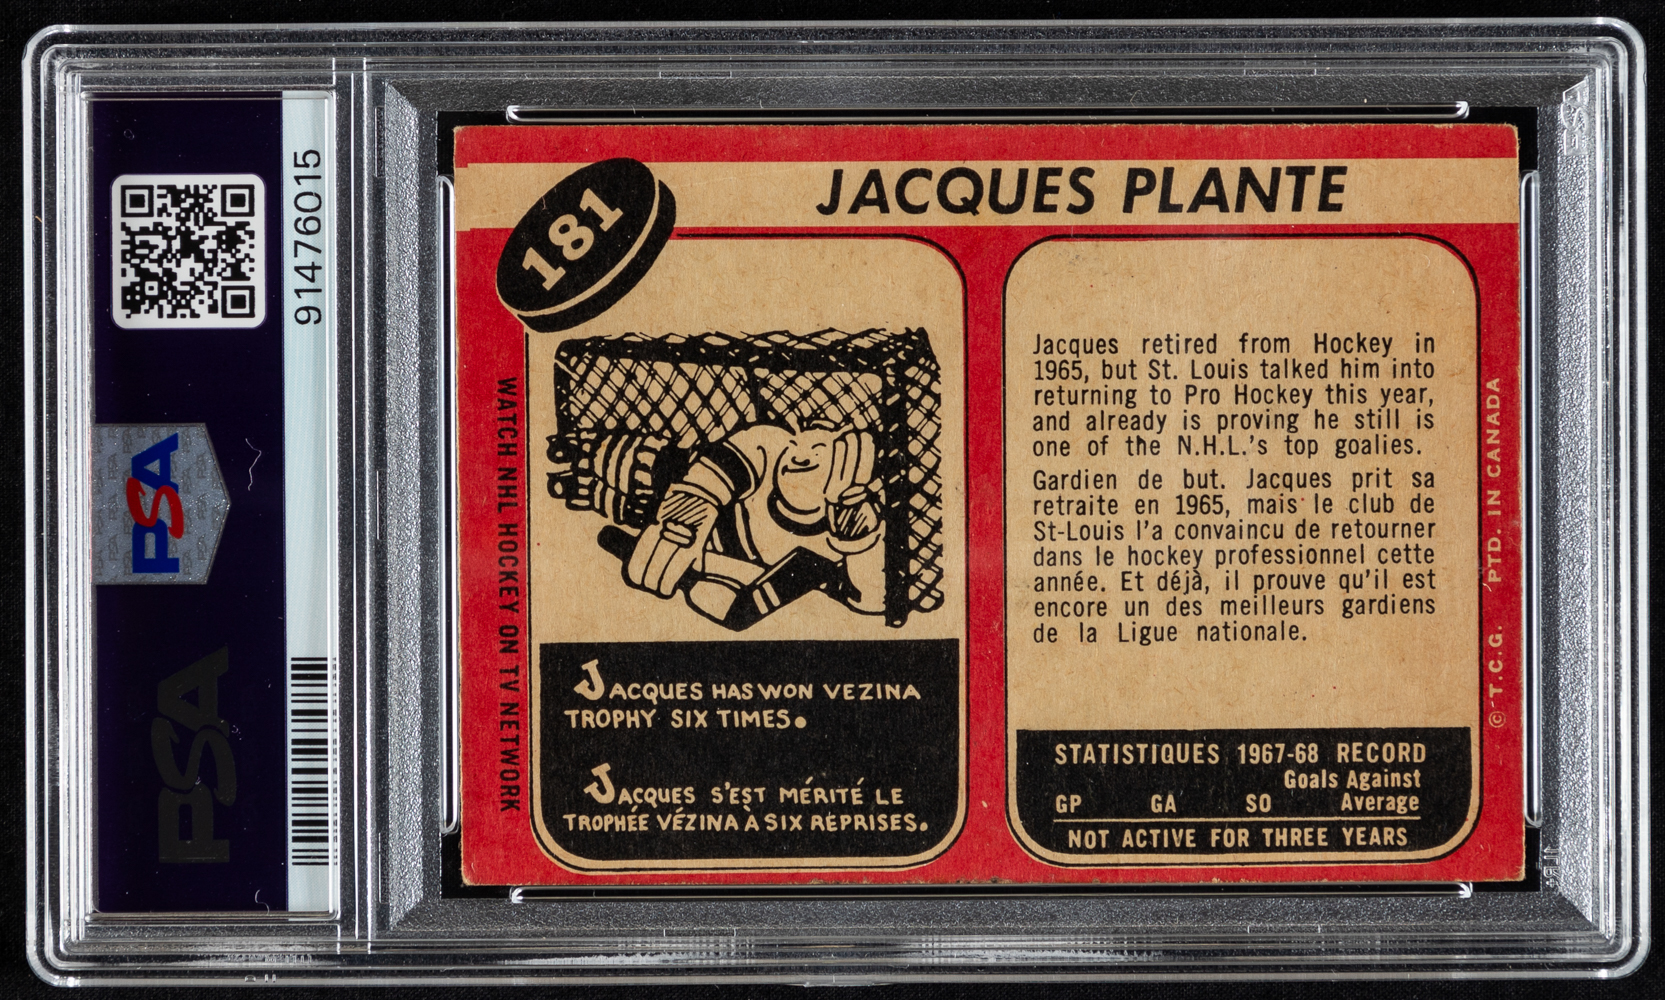 91476015
PSA
PSA
181
JACQUES PLANTE
WATCH NHL HOCKEY ON TV NETWORK
JACQUES HAS WON VEZINA
TROPHY SIX TIMES.
JACQUES S'EST MÉRITÉ LE
TROPHÉE VÉZINA À SIX REPRISES.
Jacques retired from Hockey in
1965, but St. Louis talked him into
returning to Pro Hockey this year,
and already is proving he still is
one of the N.H.L.'s top goalies.
Gardien de but. Jacques prit sa
retraite en 1965, mais le club de
St-Louis l'a convaincu de retourner
dans le hockey professionnel cette
année. Et déjà, il prouve qu'il est
encore un des meilleurs gardiens
de la Ligue nationale.
STATISTIQUES 1967-68 RECORD
Goals Against
GP GA SO Average
NOT ACTIVE FOR THREE YEARS
© T.C.G. PTD. IN CANADA